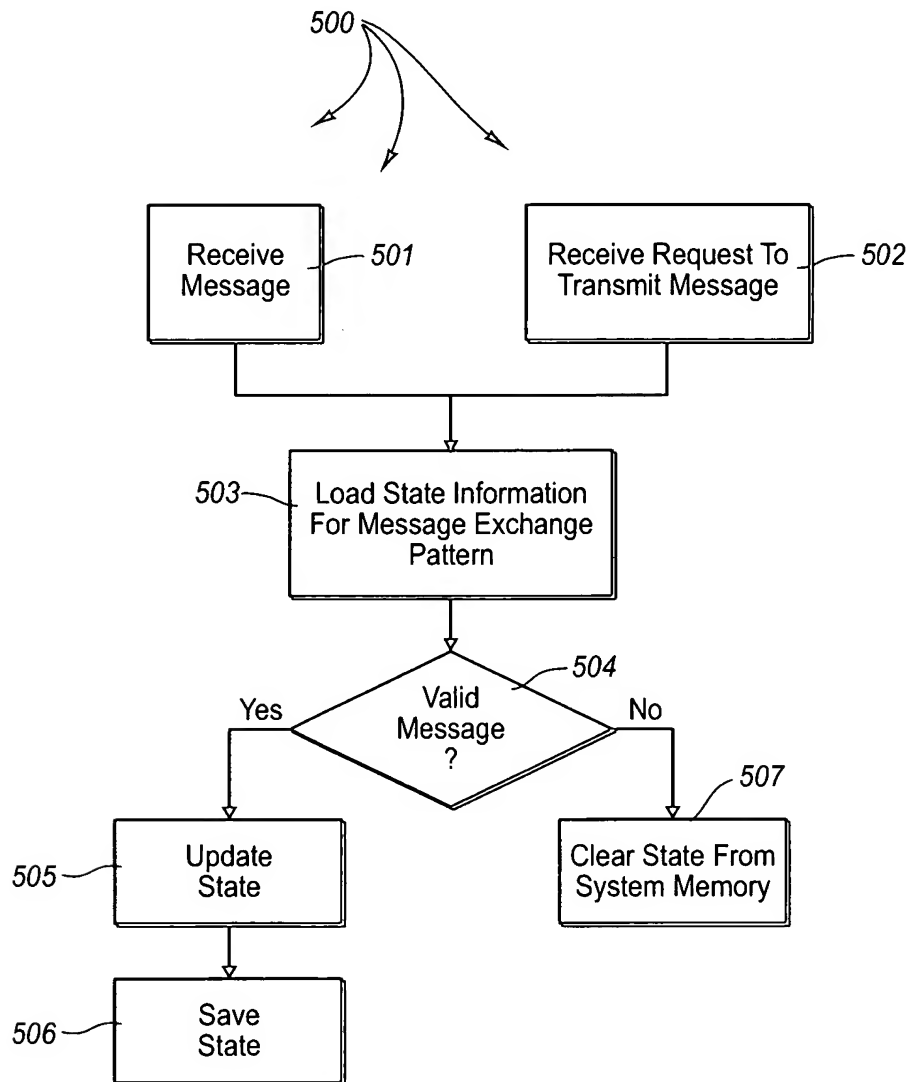 500
Receive
Message
501
Receive Request To
Transmit Message
502
503
Load State Information
For Message Exchange
Pattern
504
Valid
Message
?
Yes
No
507
505
Update
State
Clear State From
System Memory
506
Save
State